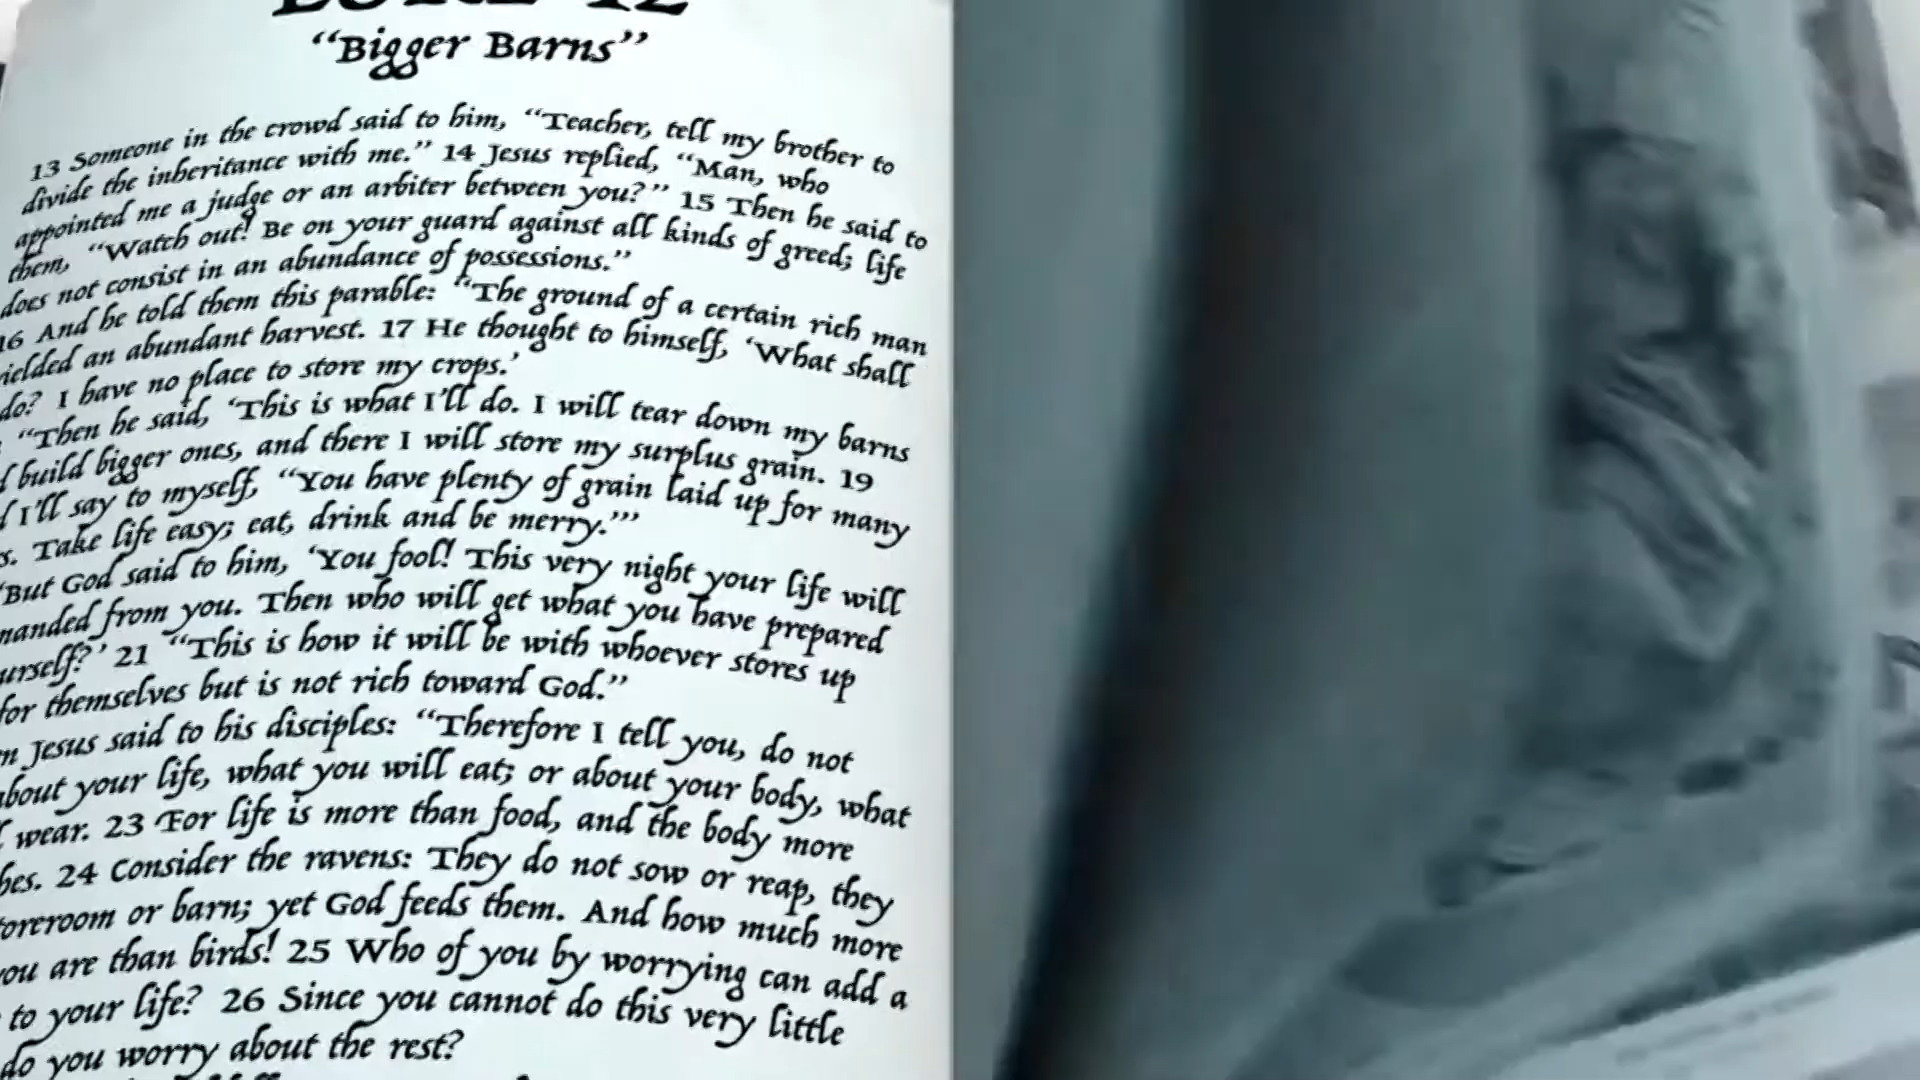 LUKE 12
“Bigger Barns”
13 Someone in the crowd said to him, “Teacher, tell my brother to
divide the inheritance with me.” 14 Jesus replied, “Man, who
appointed me a judge or an arbiter between you?” 15 Then he said to
them, “Watch out! Be on your guard against all kinds of greed; life
does not consist in an abundance of possessions.”
16 And he told them this parable: “The ground of a certain rich man
ielded an abundant harvest. 17 He thought to himself, ‘What shall
do? I have no place to store my crops.’
“Then he said, ‘This is what I’ll do. I will tear down my barns
d build bigger ones, and there I will store my surplus grain. 19
d I’ll say to myself, “You have plenty of grain laid up for many
s. Take life easy; eat, drink and be merry.”’
“But God said to him, ‘You fool! This very night your life will
manded from you. Then who will get what you have prepared
urself?’ 21 “This is how it will be with whoever stores up
for themselves but is not rich toward God.”
n Jesus said to his disciples: “Therefore I tell you, do not
about your life, what you will eat; or about your body, what
l wear. 23 For life is more than food, and the body more
hes. 24 Consider the ravens: They do not sow or reap, they
toreroom or barn; yet God feeds them. And how much more
you are than birds! 25 Who of you by worrying can add a
to your life? 26 Since you cannot do this very little
do you worry about the rest?